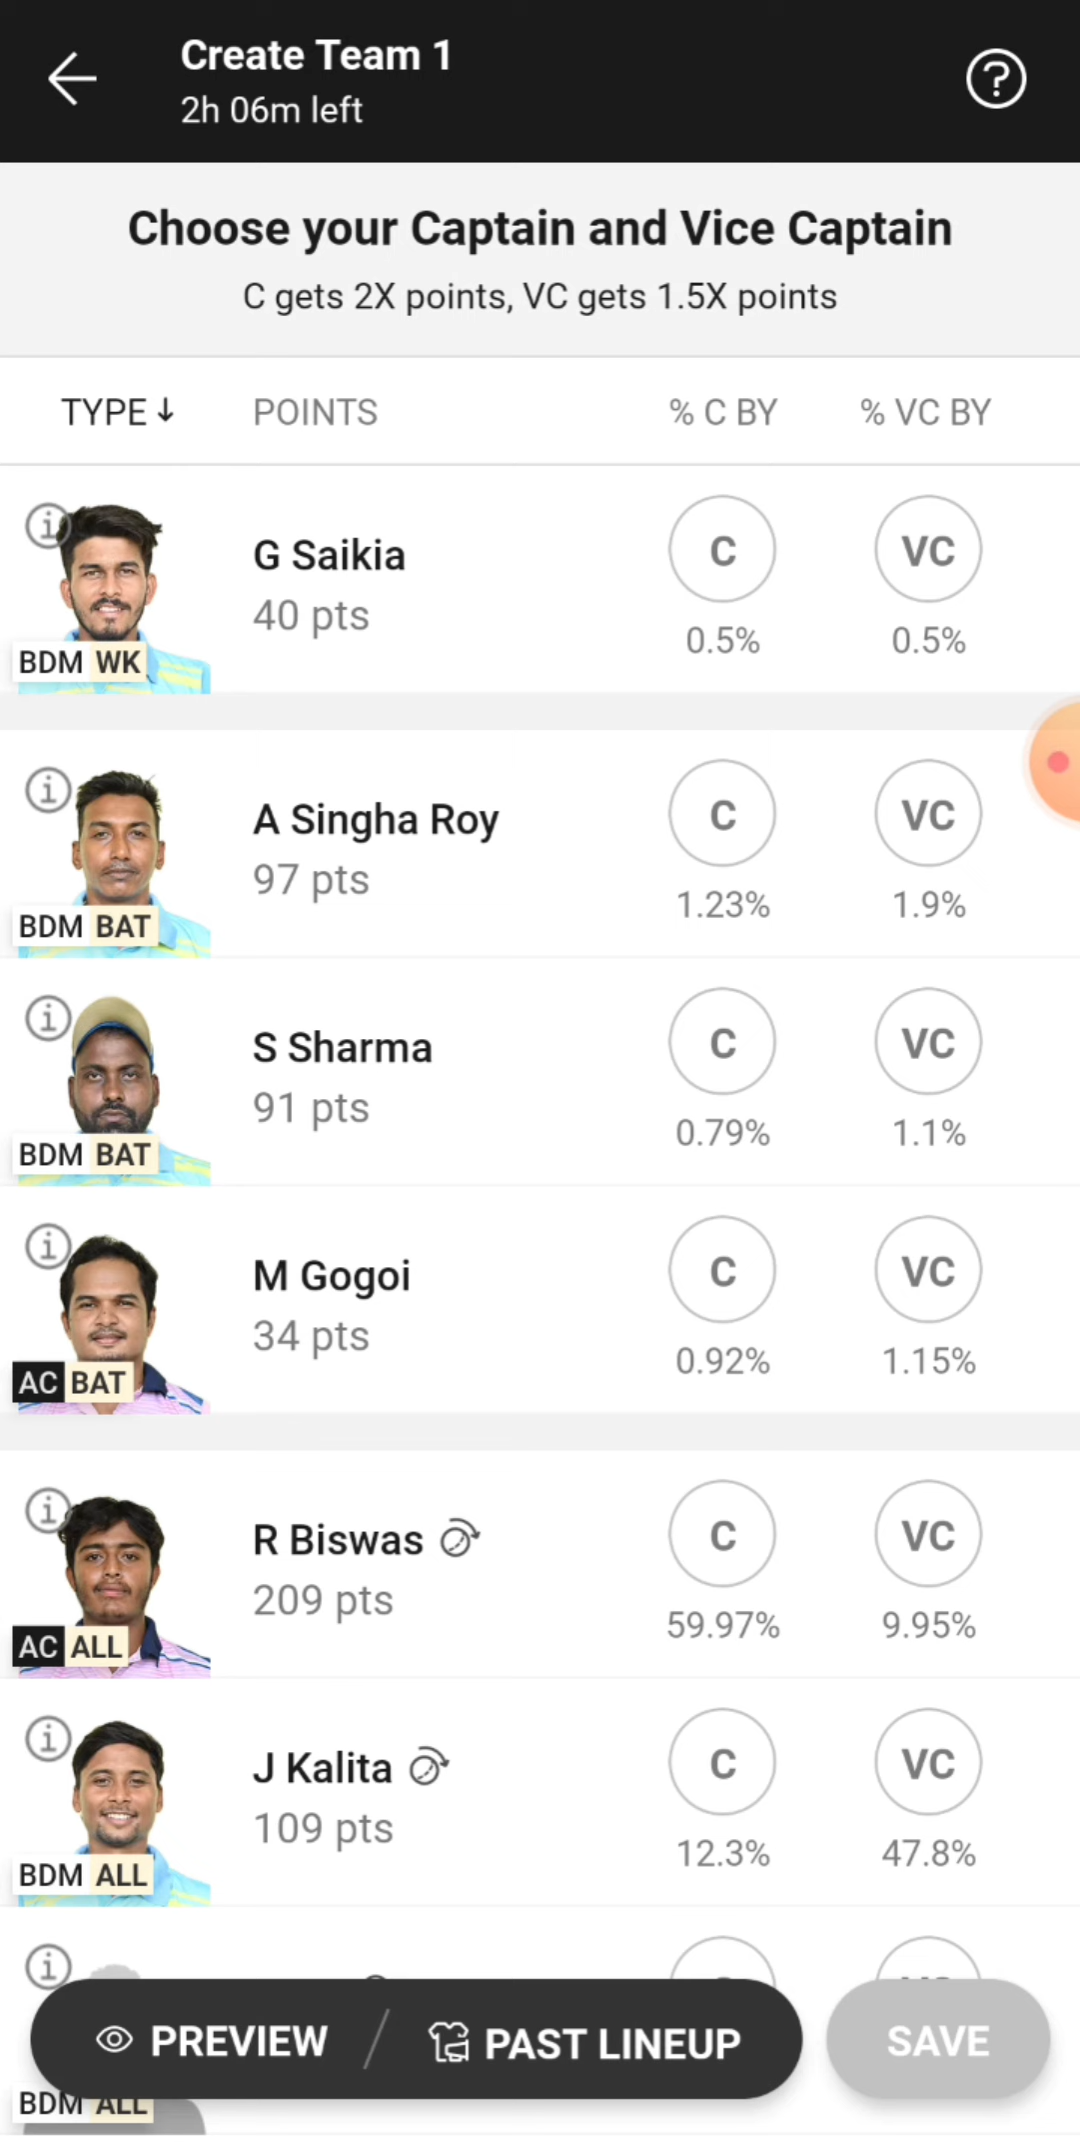 Create Team 1
2h 06m left
Choose your Captain and Vice Captain
C gets 2X points, VC gets 1.5X points
TYPE POINTS % C BY % VC BY
G Saikia
40 pts
C
0.5%
VC
0.5%
BDM WK
A Singha Roy
97 pts
C
1.23%
VC
1.9%
BDM BAT
S Sharma
91 pts
C
0.79%
VC
1.1%
BDM BAT
M Gogoi
34 pts
C
0.92%
VC
1.15%
AC BAT
R Biswas
209 pts
C
59.97%
VC
9.95%
AC ALL
J Kalita
109 pts
C
12.3%
VC
47.8%
BDM ALL
PREVIEW / PAST LINEUP
SAVE
BDM ALL